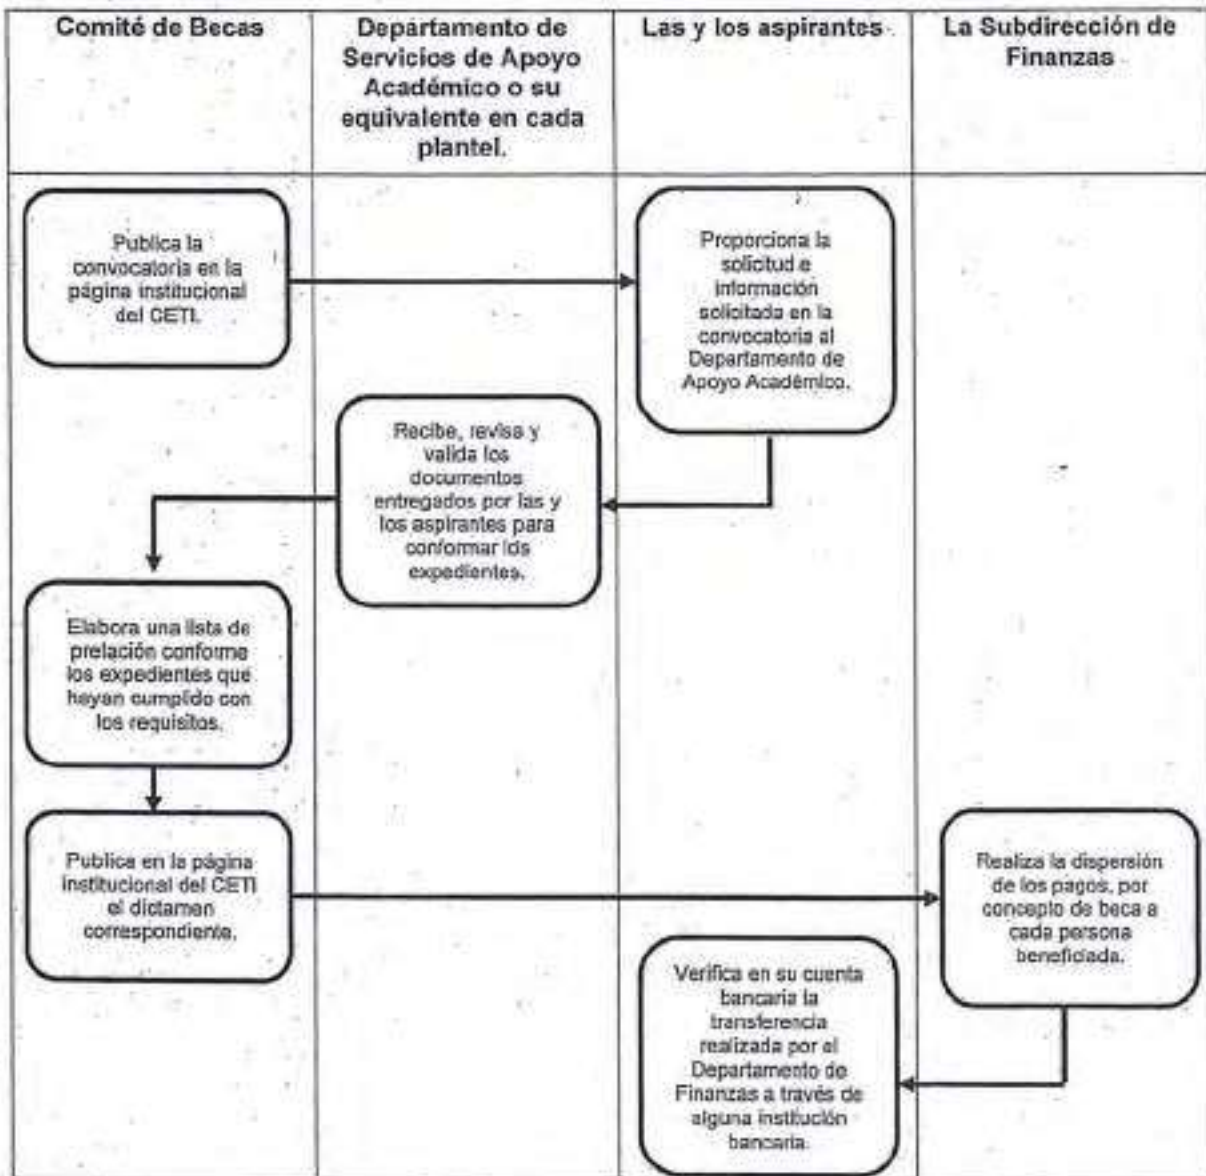 Comité de Becas
Departamento de
Servicios de Apoyo
Académico o su
equivalente en cada
plantel.
Las y los aspirantes
La Subdirección de
Finanzas
Publica la
convocatoria en la
página institucional
del CETI.
Proporciona la
solicitud e
información
solicitada en la
convocatoria al
Departamento de
Apoyo Académico.
Recibe, revisa y
valida los
documentos
entregados por las y
los aspirantes para
conformar los
expedientes.
Elabora una lista de
prelación conforme
los expedientes que
hayan cumplido con
los requisitos.
Publica en la página
institucional del CETI
el dictamen
correspondiente.
Realiza la dispersión
de los pagos, por
concepto de beca a
cada persona
beneficiada.
Verifica en su cuenta
bancaria la
transferencia
realizada por el
Departamento de
Finanzas a través de
alguna institución
bancaria.